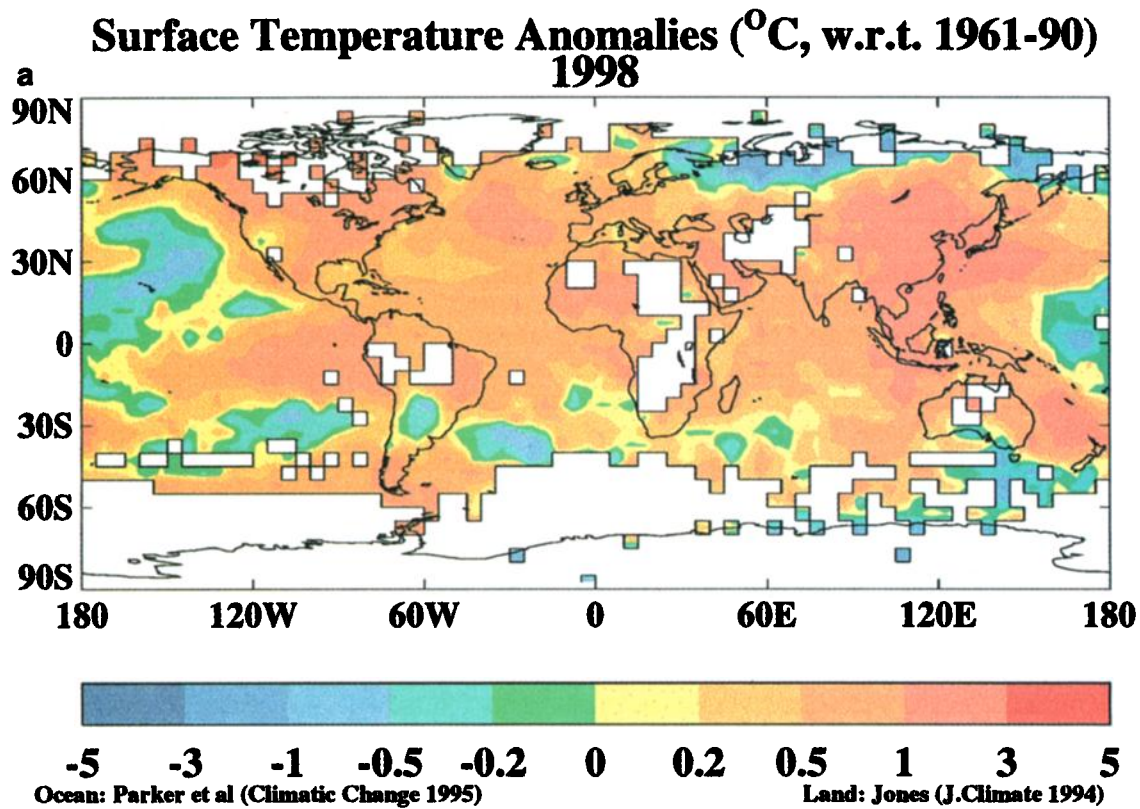 Surface Temperature Anomalies (°C, w.r.t. 1961-90)
1998
a
90N
60N
30N
0
30S
60S
90S
180 120W 60W 0 60E 120E 180
-5 -3 -1 -0.5 -0.2 0 0.2 0.5 1 3 5
Ocean: Parker et al (Climatic Change 1995) Land: Jones (J.Climate 1994)